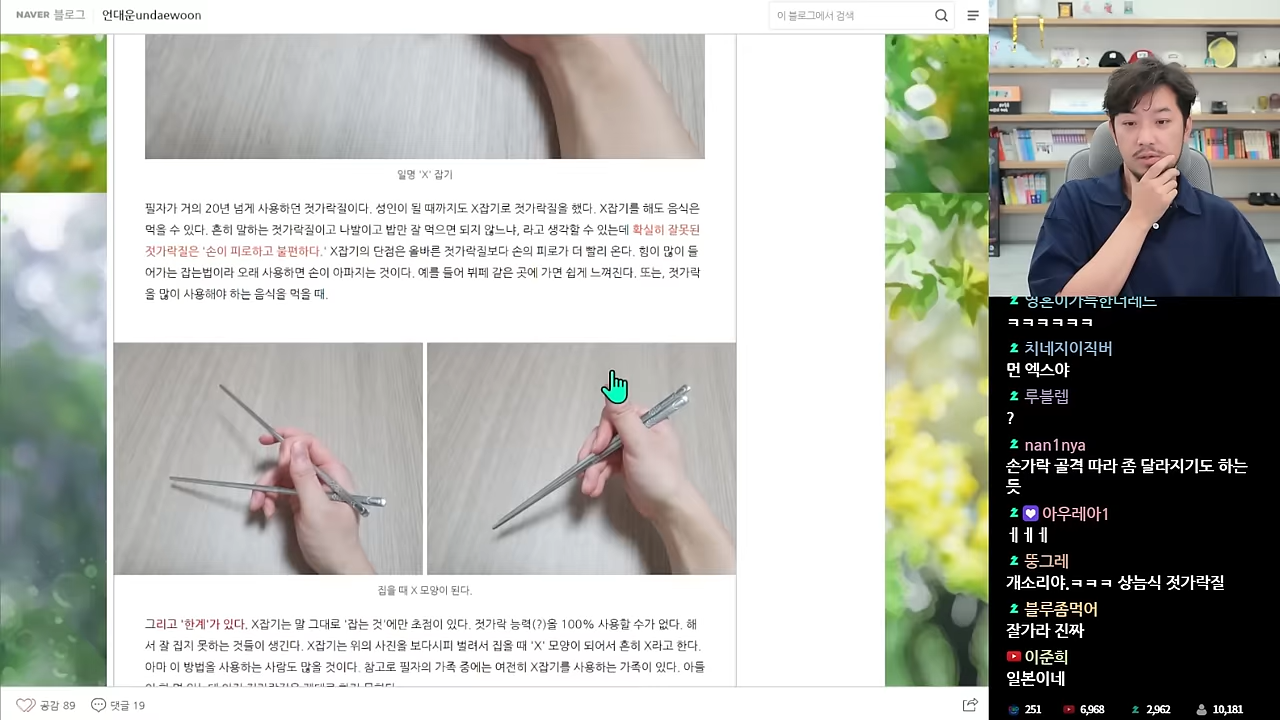 NAVER 블로그
언대운undaewoon
이 블로그에서 검색
일명 'X' 잡기
필자가 거의 20년 넘게 사용하던 젓가락질이다. 성인이 될 때까지도 X잡기로 젓가락질을 했다. X잡기를 해도 음식은
먹을 수 있다. 흔히 말하는 젓가락질이고 나발이고 밥만 잘 먹으면 되지 않느냐, 라고 생각할 수 있는데 확실히 잘못된
젓가락질은 '손이 피로하고 불편하다.' X잡기의 단점은 올바른 젓가락질보다 손의 피로가 더 빨리 온다. 힘이 많이 들
어가는 잡는법이라 오래 사용하면 손이 아파지는 것이다. 예를 들어 뷔페 같은 곳에 가면 쉽게 느껴진다. 또는, 젓가락
을 많이 사용해야 하는 음식을 먹을 때.
집을 때 X 모양이 된다.
그리고 '한계'가 있다. X잡기는 말 그대로 '잡는 것'에만 초점이 있다. 젓가락 능력(?)을 100% 사용할 수가 없다. 해
서 잘 집지 못하는 것들이 생긴다. X잡기는 위의 사진을 보다시피 벌려서 집을 때 'X' 모양이 되어서 흔히 X라고 한다.
아마 이 방법을 사용하는 사람도 많을 것이다. 참고로 필자의 가족 중에는 여전히 X잡기를 사용하는 가족이 있다. 아들
공감 89
댓글 19
영혼이가득한더레드
ㅋㅋㅋㅋㅋㅋ
치네지이직버
먼 엑스야
루블렙
?
nan1nya
손가락 골격 따라 좀 달라지기도 하는
듯
아우레아1
ㅔㅔㅔ
뚱그레
개소리야.ㅋㅋㅋ 상늠식 젓가락질
블루좀먹어
잘가라 진짜
이준희
일본이네
251
6,968
2,962
10,181